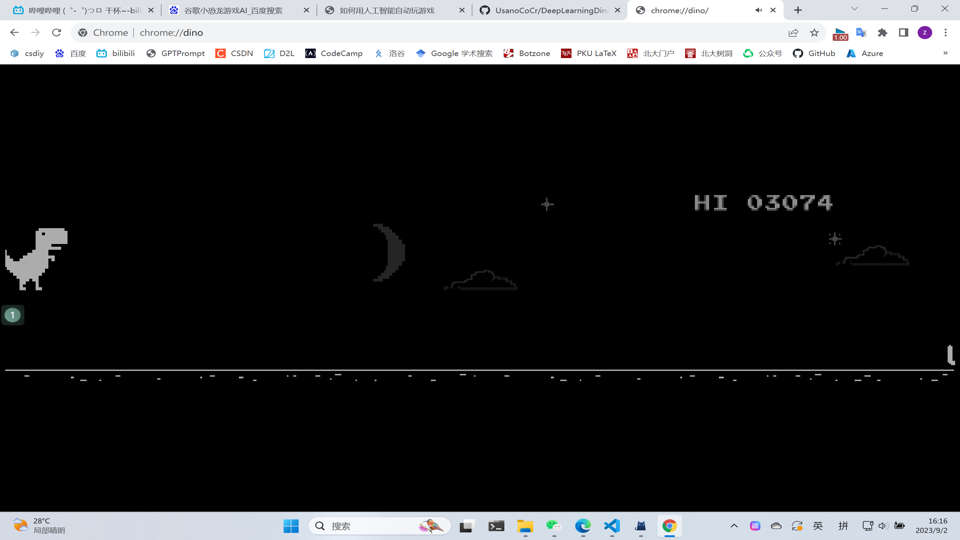 哔哩哔哩 (゜-゜)つロ 干杯~-bili
谷歌小恐龙游戏AI_百度搜索
如何用人工智能自动玩游戏
UsanoCoCr/DeepLearningDino
chrome://dino/
Chrome | chrome://dino
1.00
z
csdiy
百度
bilibili
GPTPrompt
CSDN
D2L
CodeCamp
洛谷
Google 学术搜索
Botzone
PKU LaTeX
北大门户
北大树洞
公众号
GitHub
Azure
»
HI 03074
1
28°C
局部晴朗
搜索
英
拼
16:16
2023/9/2